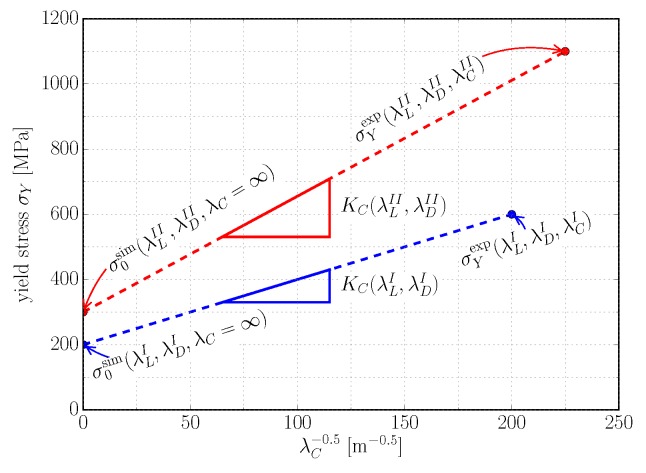 1200
1000
800
600
400
200
0
yield stress σ_Y [MPa]
σ_Y^exp(λ_L^II, λ_D^II, λ_C^II)
σ_0^sim(λ_L^II, λ_D^II, λ_C = ∞)
K_C(λ_L^II, λ_D^II)
σ_Y^exp(λ_L^I, λ_D^I, λ_C^I)
K_C(λ_L^I, λ_D^I)
σ_0^sim(λ_L^I, λ_D^I, λ_C = ∞)
0 50 100 150 200 250
λ_C^−0.5 [m^−0.5]